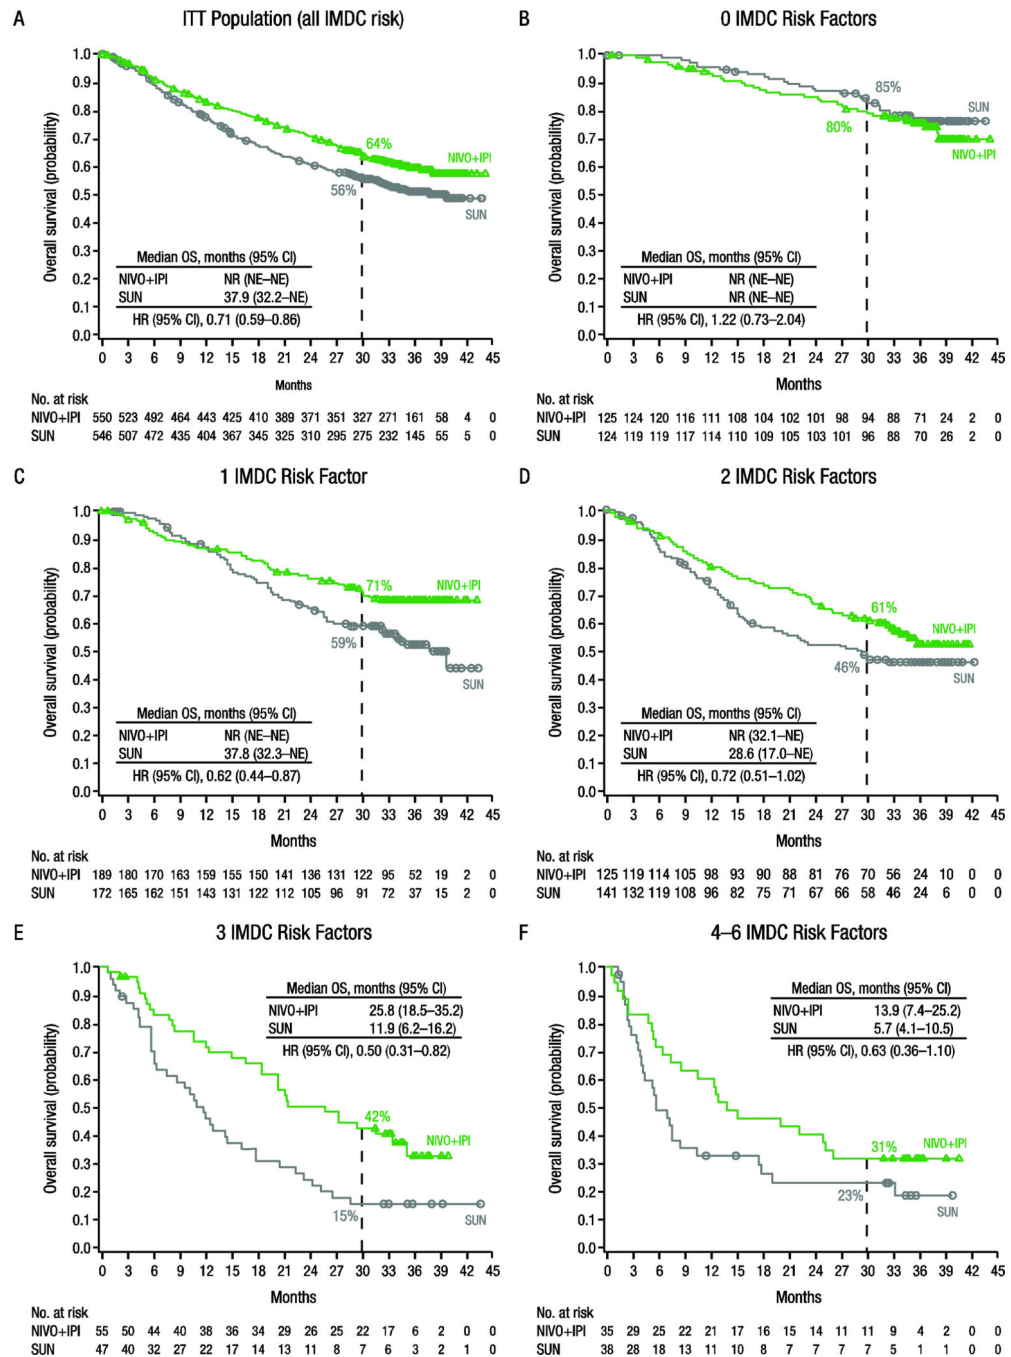 A ITT Population (all IMDC risk)
Overall survival (probability)
1.0
0.9
0.8
0.7
0.6
0.5
0.4
0.3
0.2
0.1
0.0
64%
NIVO+IPI
56%
SUN
Median OS, months (95% CI)
NIVO+IPI NR (NE–NE)
SUN 37.9 (32.2–NE)
HR (95% CI), 0.71 (0.59–0.86)
0 3 6 9 12 15 18 21 24 27 30 33 36 39 42 45
Months
No. at risk
NIVO+IPI 550 523 492 464 443 425 410 389 371 351 327 271 161 58 4 0
SUN 546 507 472 435 404 367 345 325 310 295 275 232 145 55 5 0
B 0 IMDC Risk Factors
Overall survival (probability)
1.0
0.9
0.8
0.7
0.6
0.5
0.4
0.3
0.2
0.1
0.0
85%
SUN
80%
NIVO+IPI
Median OS, months (95% CI)
NIVO+IPI NR (NE–NE)
SUN NR (NE–NE)
HR (95% CI), 1.22 (0.73–2.04)
0 3 6 9 12 15 18 21 24 27 30 33 36 39 42 45
Months
No. at risk
NIVO+IPI 125 124 120 116 111 108 104 102 101 98 94 88 71 24 2 0
SUN 124 119 119 117 114 110 109 105 103 101 96 88 70 26 2 0
C 1 IMDC Risk Factor
Overall survival (probability)
1.0
0.9
0.8
0.7
0.6
0.5
0.4
0.3
0.2
0.1
0.0
71%
NIVO+IPI
59%
SUN
Median OS, months (95% CI)
NIVO+IPI NR (NE–NE)
SUN 37.8 (32.3–NE)
HR (95% CI), 0.62 (0.44–0.87)
0 3 6 9 12 15 18 21 24 27 30 33 36 39 42 45
Months
No. at risk
NIVO+IPI 189 180 170 163 159 155 150 141 136 131 122 95 52 19 2 0
SUN 172 165 162 151 143 131 122 112 105 96 91 72 37 15 2 0
D 2 IMDC Risk Factors
Overall survival (probability)
1.0
0.9
0.8
0.7
0.6
0.5
0.4
0.3
0.2
0.1
0.0
61%
NIVO+IPI
46%
SUN
Median OS, months (95% CI)
NIVO+IPI NR (32.1–NE)
SUN 28.6 (17.0–NE)
HR (95% CI), 0.72 (0.51–1.02)
0 3 6 9 12 15 18 21 24 27 30 33 36 39 42 45
Months
No. at risk
NIVO+IPI 125 119 114 105 98 93 90 88 81 76 70 56 24 10 0 0
SUN 141 132 119 108 96 82 75 71 67 66 58 46 24 6 0 0
E 3 IMDC Risk Factors
Overall survival (probability)
1.0
0.9
0.8
0.7
0.6
0.5
0.4
0.3
0.2
0.1
0.0
Median OS, months (95% CI)
NIVO+IPI 25.8 (18.5–35.2)
SUN 11.9 (6.2–16.2)
HR (95% CI), 0.50 (0.31–0.82)
42%
NIVO+IPI
15%
SUN
0 3 6 9 12 15 18 21 24 27 30 33 36 39 42 45
Months
No. at risk
NIVO+IPI 55 50 44 40 38 36 34 29 26 25 22 17 6 2 0 0
SUN 47 40 32 27 22 17 14 13 11 8 7 6 3 2 1 0
F 4–6 IMDC Risk Factors
Overall survival (probability)
1.0
0.9
0.8
0.7
0.6
0.5
0.4
0.3
0.2
0.1
0.0
Median OS, months (95% CI)
NIVO+IPI 13.9 (7.4–25.2)
SUN 5.7 (4.1–10.5)
HR (95% CI), 0.63 (0.36–1.10)
31%
NIVO+IPI
23%
SUN
0 3 6 9 12 15 18 21 24 27 30 33 36 39 42 45
Months
No. at risk
NIVO+IPI 35 29 25 22 21 17 16 15 14 11 11 9 4 2 0 0
SUN 38 28 18 13 11 10 8 7 7 7 7 5 1 1 0 0